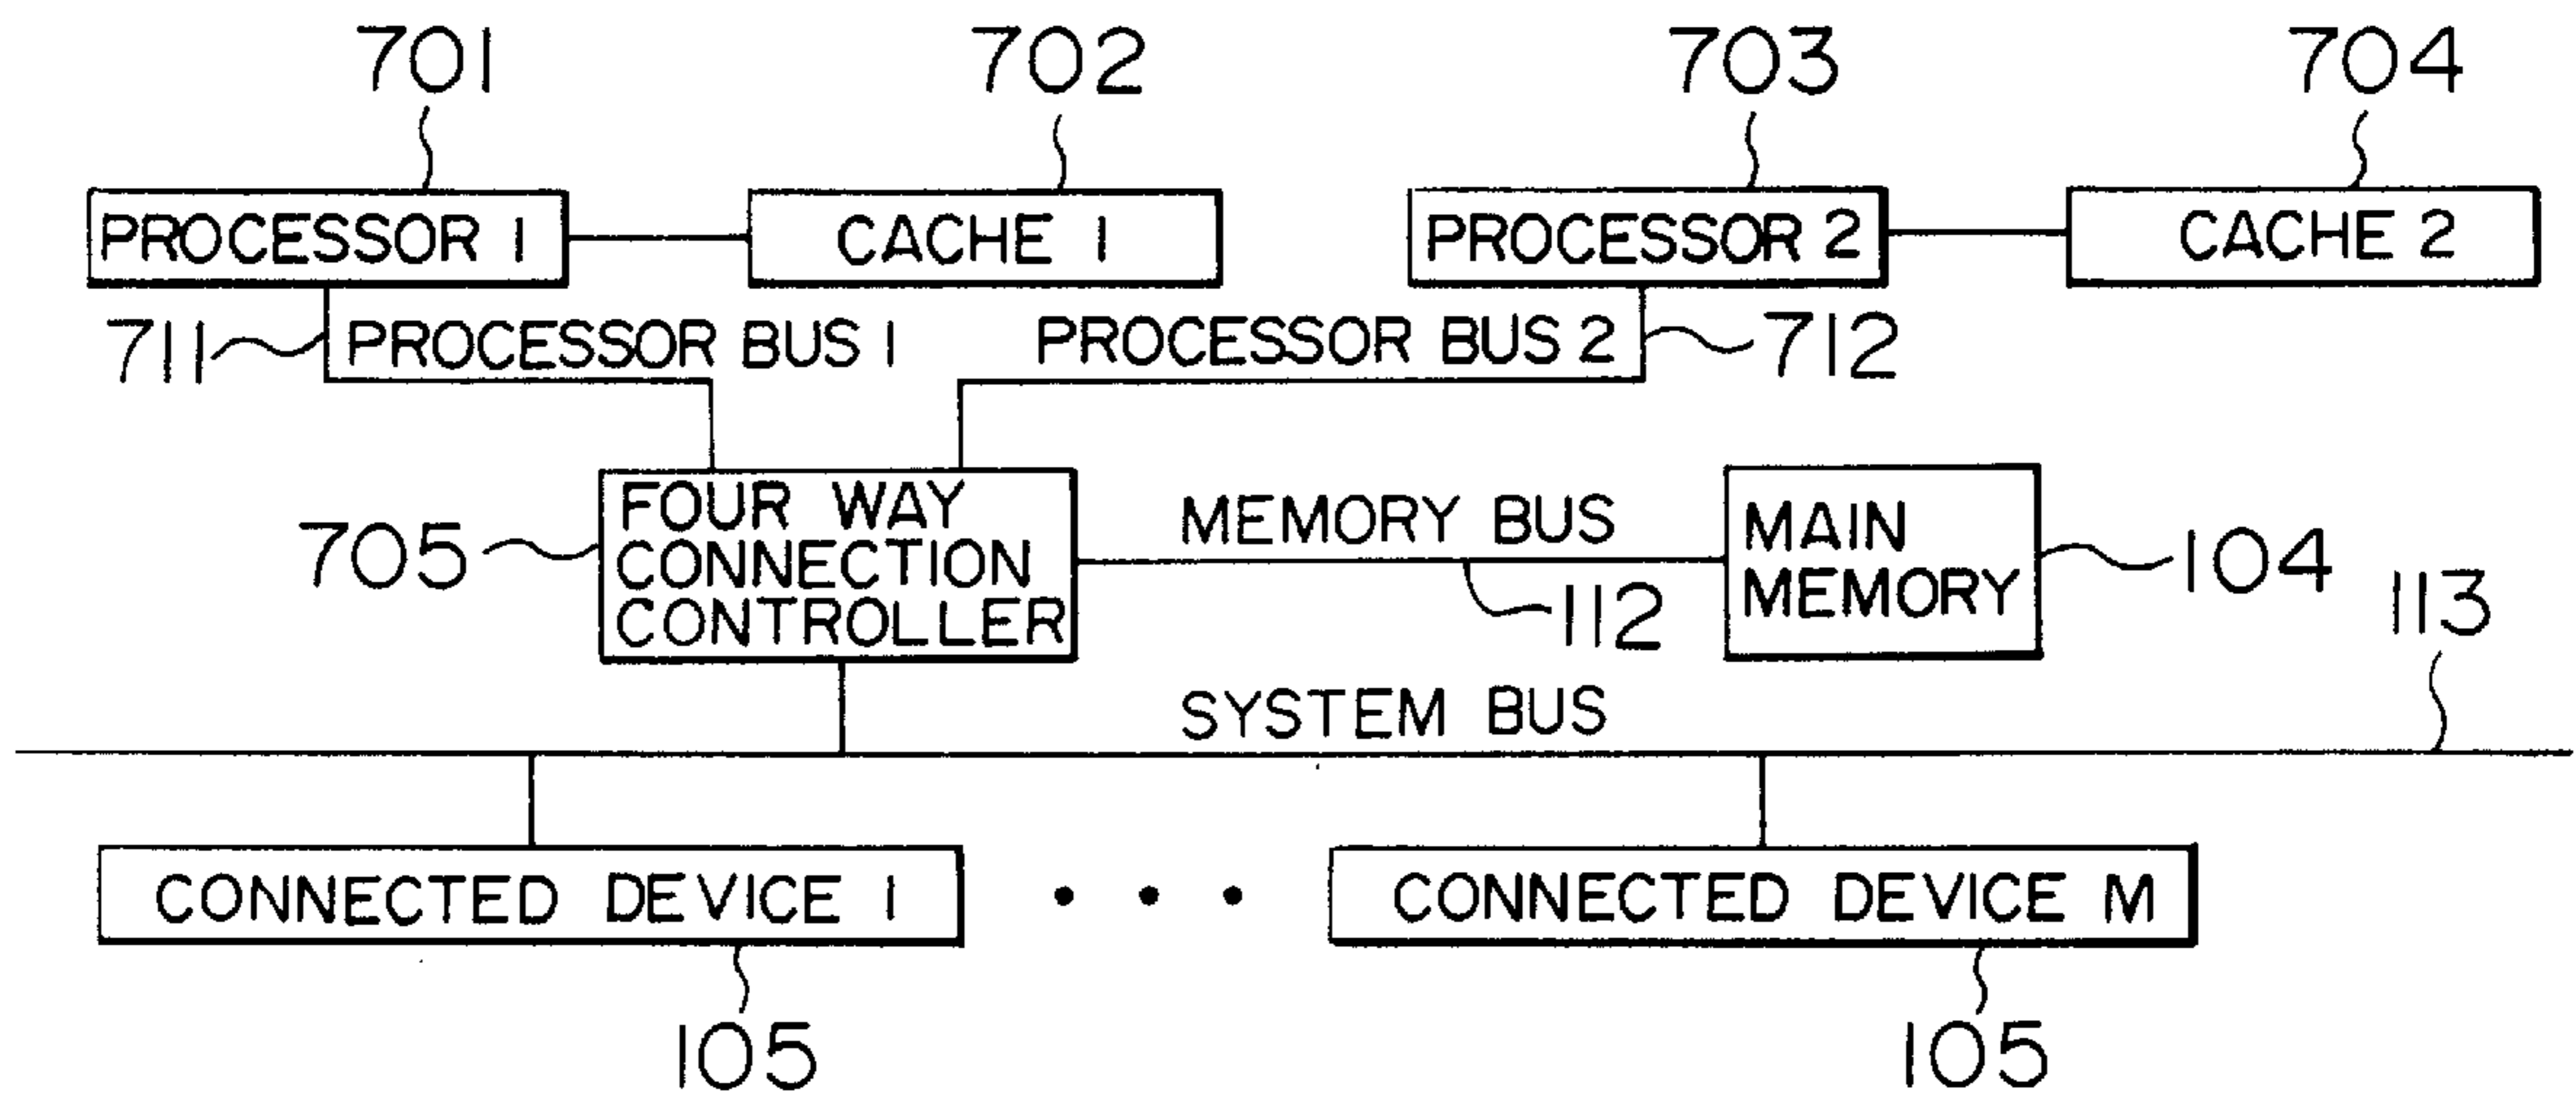 701
702
703
704
PROCESSOR 1
CACHE 1
PROCESSOR 2
CACHE 2
711
PROCESSOR BUS 1
PROCESSOR BUS 2
712
FOUR WAY
CONNECTION
CONTROLLER
705
MEMORY BUS
112
MAIN
MEMORY
104
113
SYSTEM BUS
CONNECTED DEVICE 1
• • •
CONNECTED DEVICE M
105
105